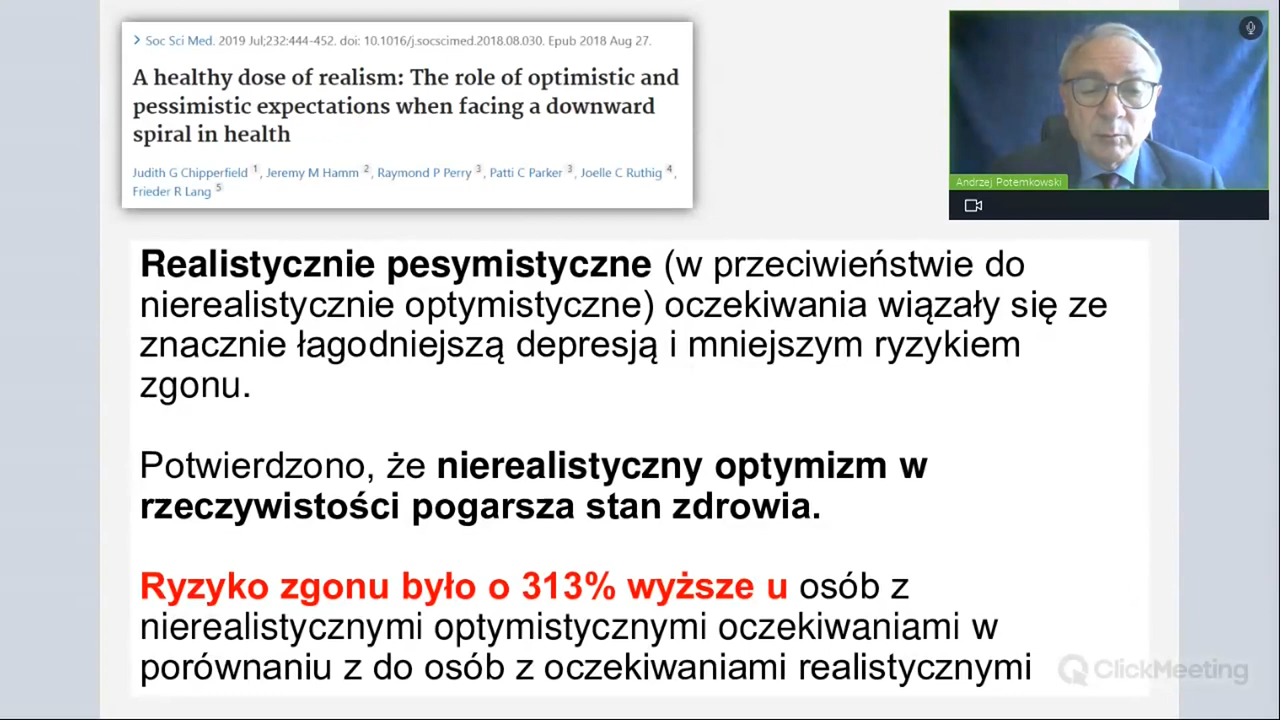 > Soc Sci Med. 2019 Jul;232:444-452. doi: 10.1016/j.socscimed.2018.08.030. Epub 2018 Aug 27.
A healthy dose of realism: The role of optimistic and
pessimistic expectations when facing a downward
spiral in health
Judith G Chipperfield 1, Jeremy M Hamm 2, Raymond P Perry 3, Patti C Parker 3, Joelle C Ruthig 4,
Frieder R Lang 5
Andrzej Potemkowski
Realistycznie pesymistyczne (w przeciwieństwie do
nierealistycznie optymistyczne) oczekiwania wiązały się ze
znacznie łagodniejszą depresją i mniejszym ryzykiem
zgonu.
Potwierdzono, że nierealistyczny optymizm w
rzeczywistości pogarsza stan zdrowia.
Ryzyko zgonu było o 313% wyższe u osób z
nierealistycznymi optymistycznymi oczekiwaniami w
porównaniu z do osób z oczekiwaniami realistycznymi
ClickMeeting